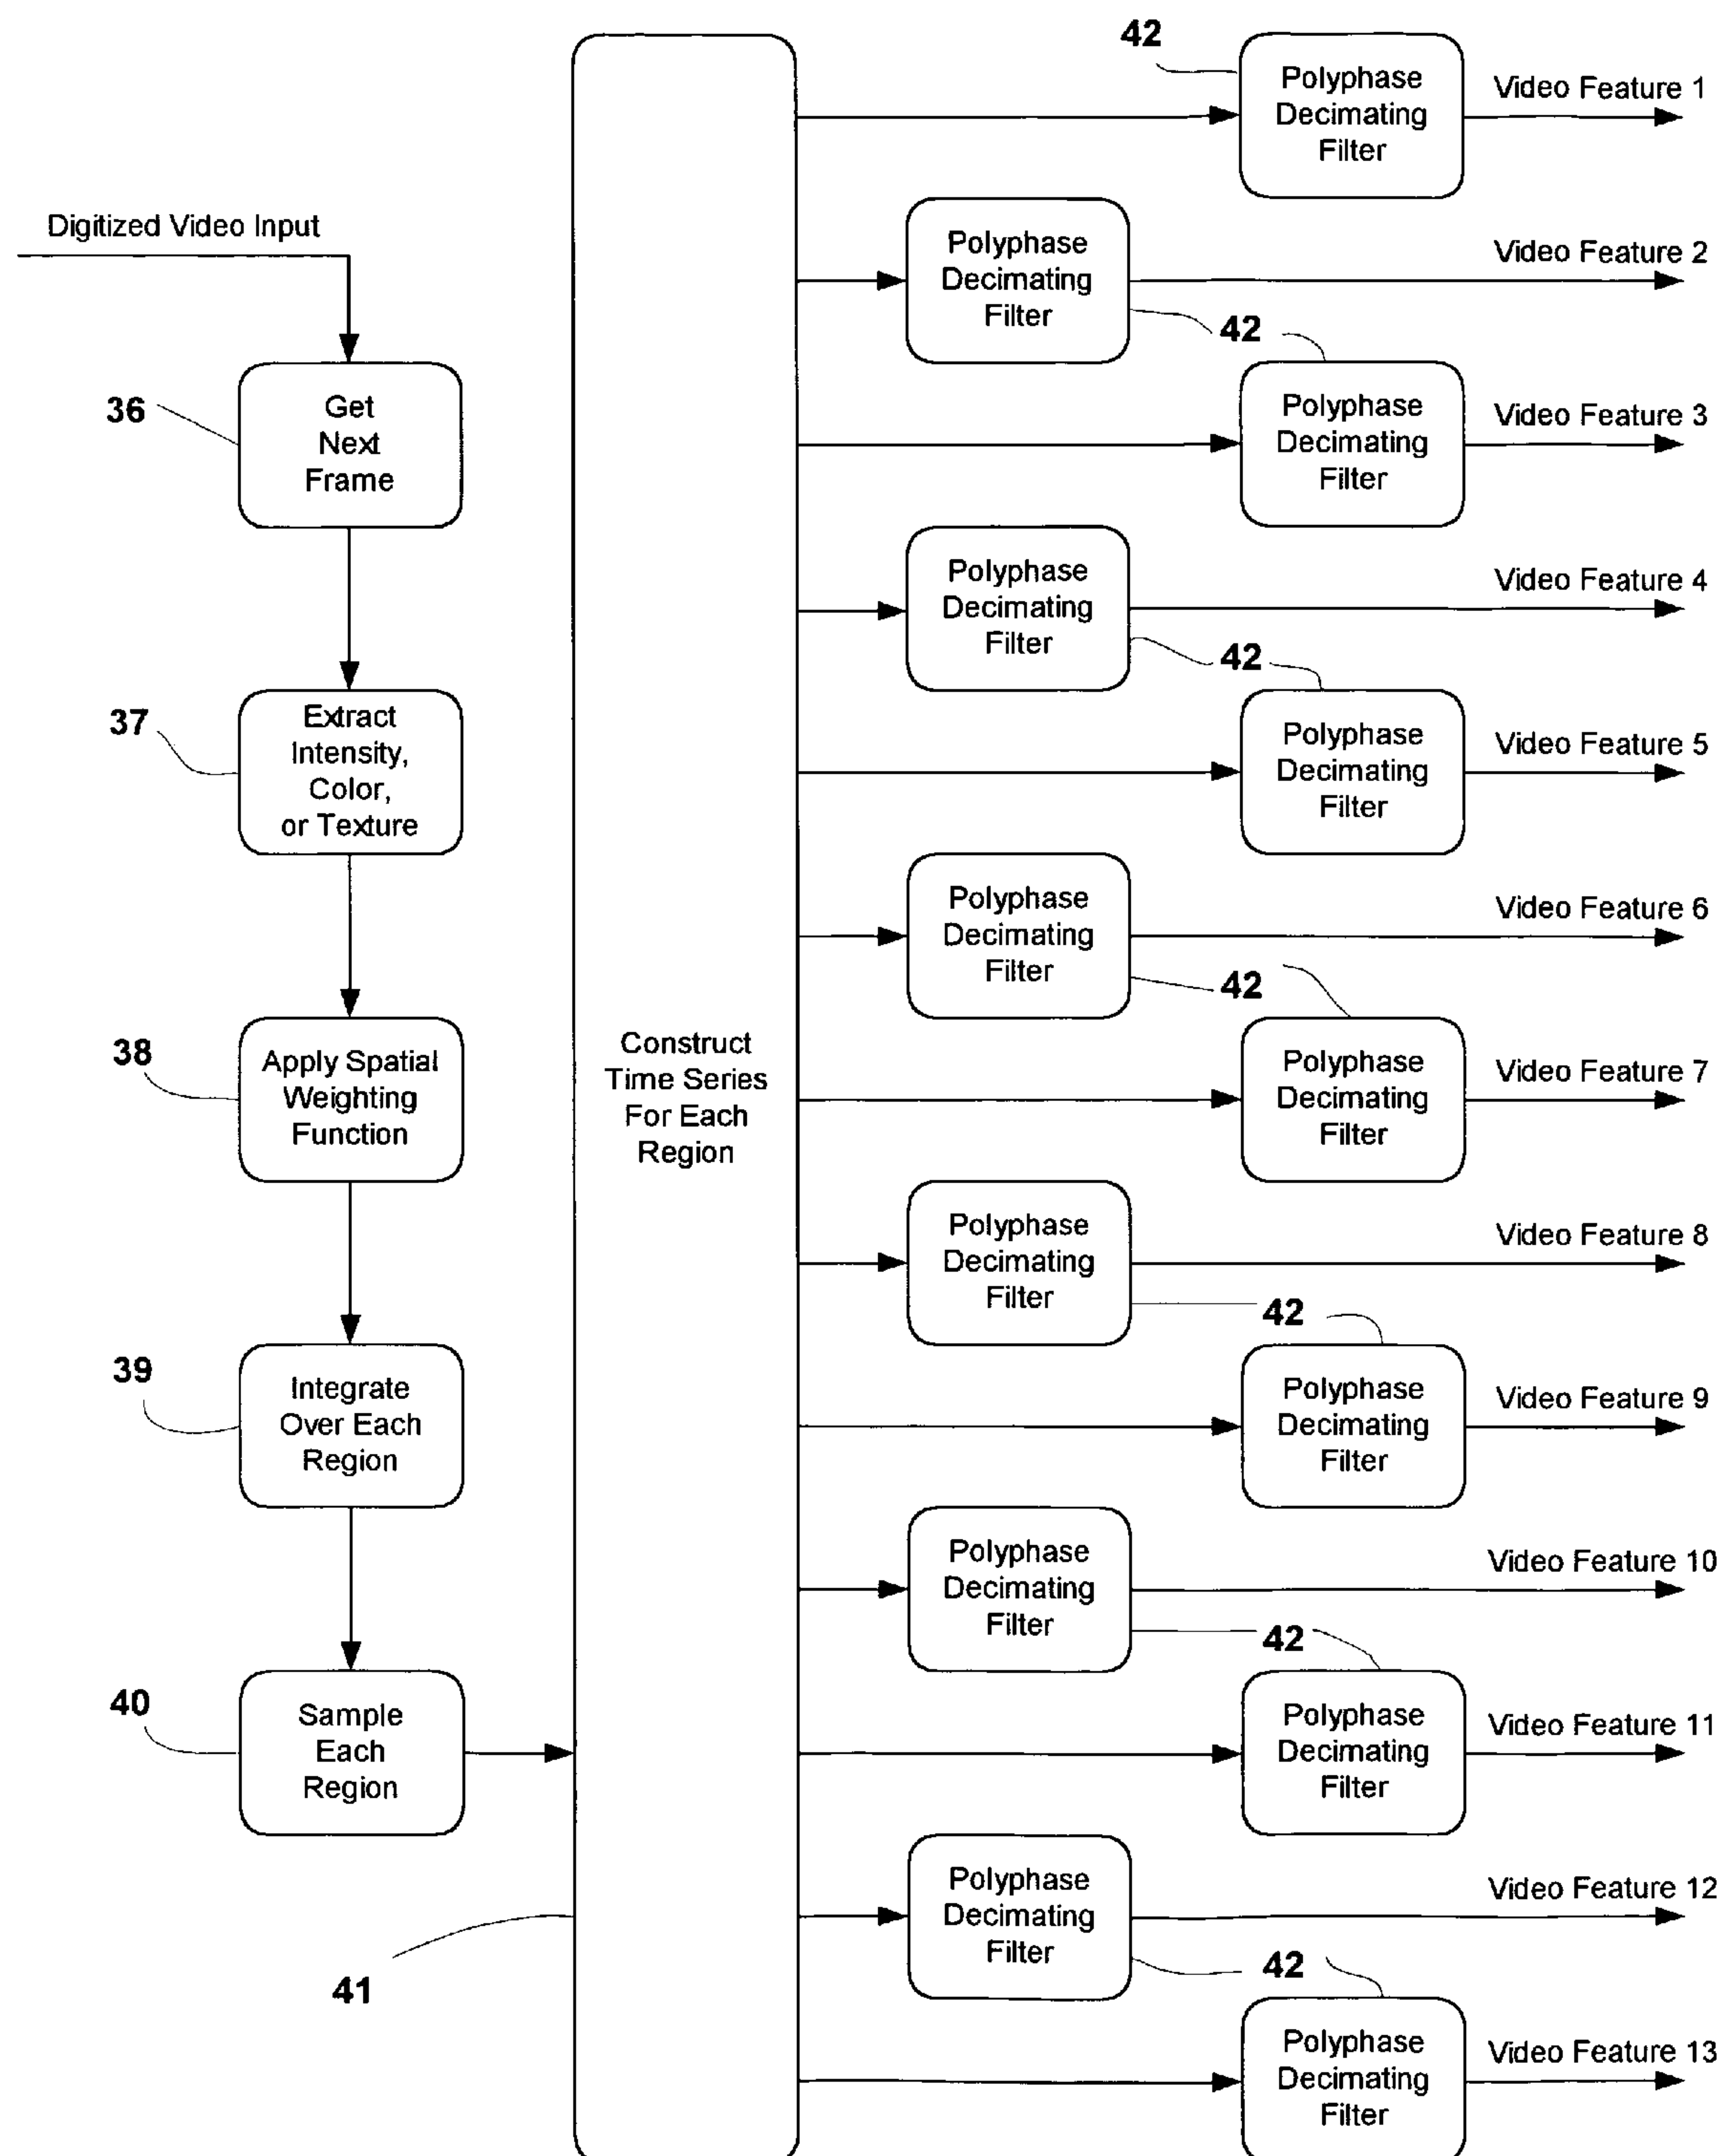 Digitized Video Input
36
Get
Next
Frame
37
Extract
Intensity,
Color,
or Texture
38
Apply Spatial
Weighting
Function
39
Integrate
Over Each
Region
40
Sample
Each
Region
41
Construct
Time Series
For Each
Region
42
Polyphase
Decimating
Filter
Video Feature 1
Polyphase
Decimating
Filter
Video Feature 2
42
Polyphase
Decimating
Filter
Video Feature 3
Polyphase
Decimating
Filter
Video Feature 4
42
Polyphase
Decimating
Filter
Video Feature 5
Polyphase
Decimating
Filter
Video Feature 6
42
Polyphase
Decimating
Filter
Video Feature 7
Polyphase
Decimating
Filter
Video Feature 8
42
Polyphase
Decimating
Filter
Video Feature 9
Polyphase
Decimating
Filter
Video Feature 10
42
Polyphase
Decimating
Filter
Video Feature 11
Polyphase
Decimating
Filter
Video Feature 12
42
Polyphase
Decimating
Filter
Video Feature 13